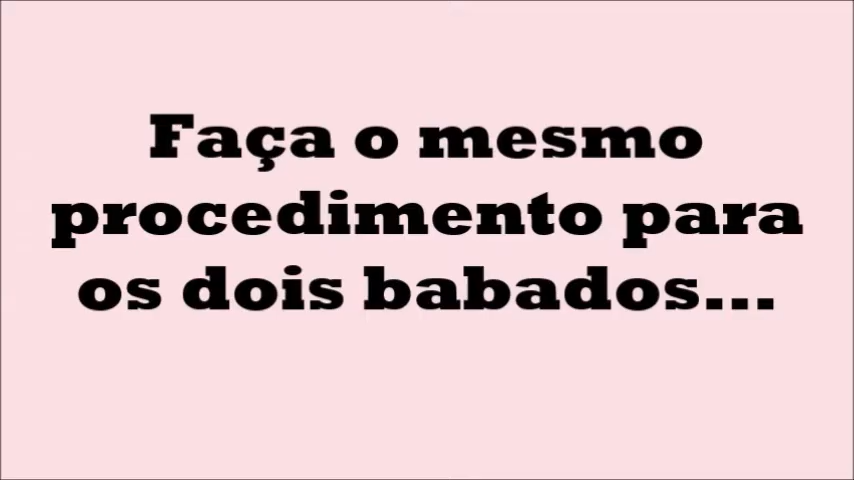 Faça o mesmo
procedimento para
os dois babados...